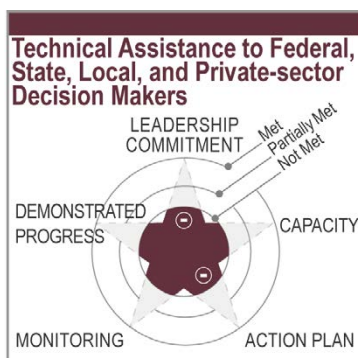 Technical Assistance to Federal,
State, Local, and Private-sector
Decision Makers
LEADERSHIP
COMMITMENT
Met
Partially Met
Not Met
DEMONSTRATED
PROGRESS
CAPACITY
MONITORING
ACTION PLAN